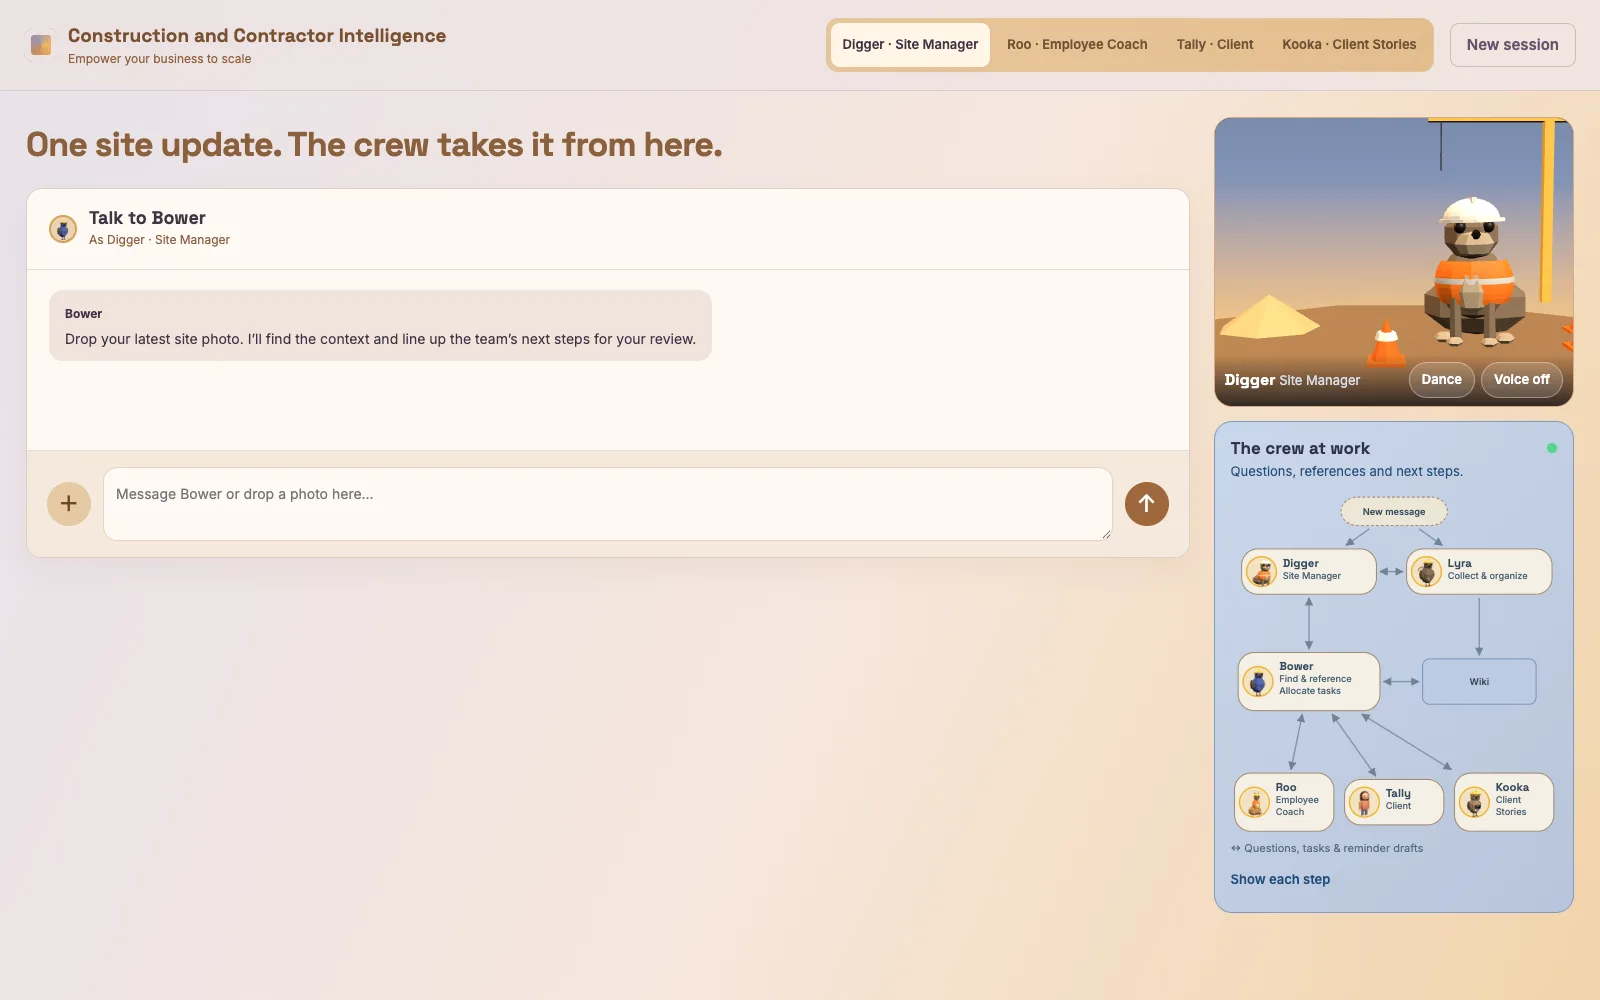 Construction and Contractor Intelligence
Empower your business to scale
Digger · Site Manager
Roo · Employee Coach
Tally · Client
Kooka · Client Stories
New session
One site update. The crew takes it from here.
Talk to Bower
As Digger · Site Manager
Bower
Drop your latest site photo. I’ll find the context and line up the team’s next steps for your review.
+
Message Bower or drop a photo here...
Digger Site Manager
Dance
Voice off
The crew at work
Questions, references and next steps.
New message
Digger
Site Manager
Lyra
Collect & organize
Bower
Find & reference
Allocate tasks
Wiki
Roo
Employee
Coach
Tally
Client
Kooka
Client
Stories
↔ Questions, tasks & reminder drafts
Show each step